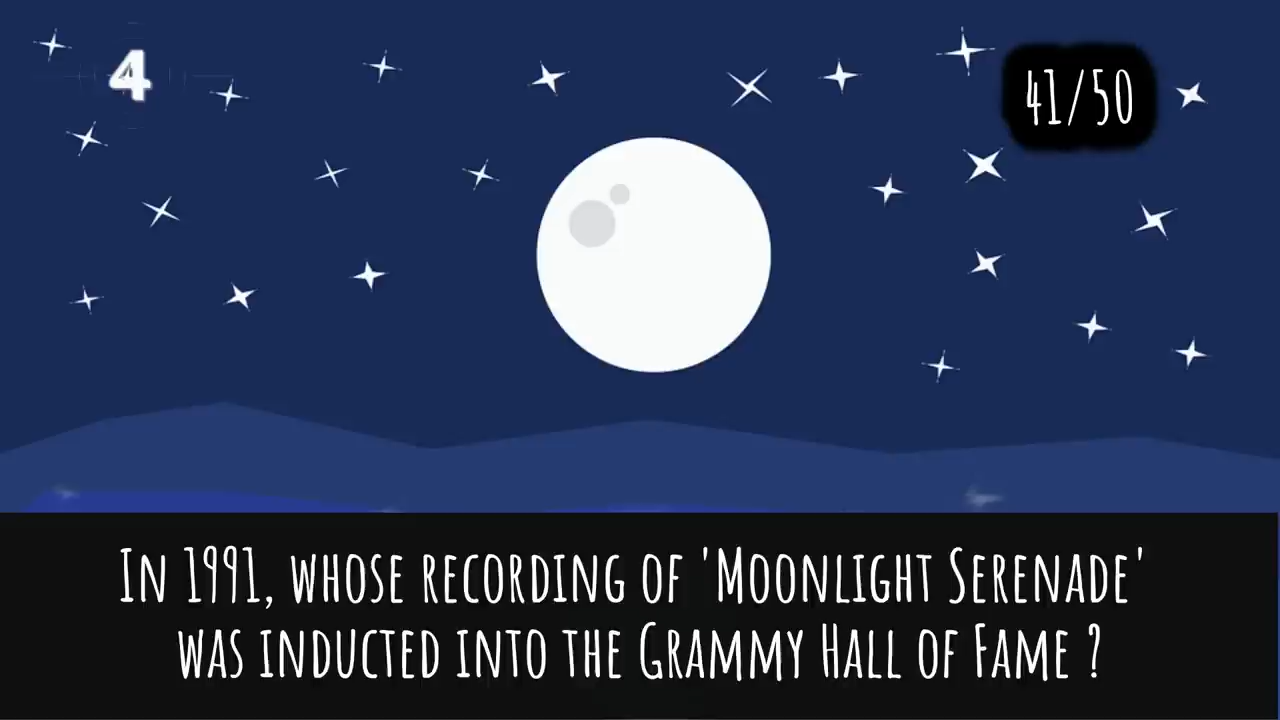 4
41/50
In 1991, whose recording of 'Moonlight Serenade'
was inducted into the Grammy Hall of Fame ?